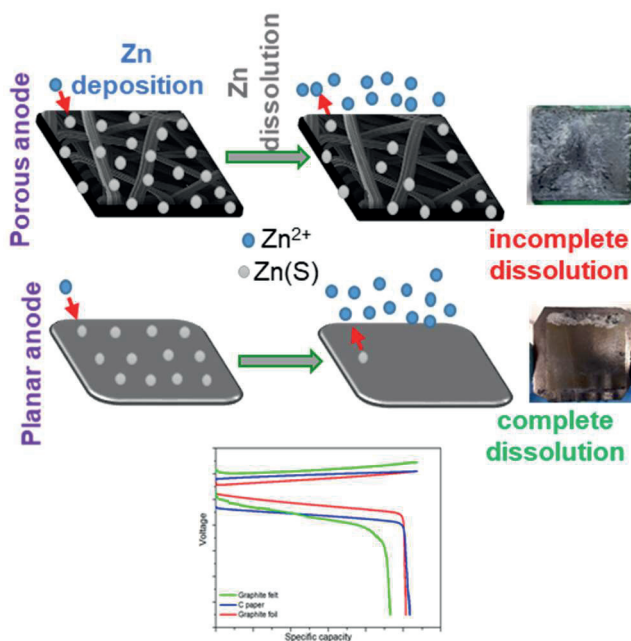 Zn
deposition
Zn
dissolution
Porous anode
Zn2+
Zn(S)
incomplete
dissolution
Planar anode
complete
dissolution
Voltage
Graphite felt
C paper
Graphite foil
Specific capacity